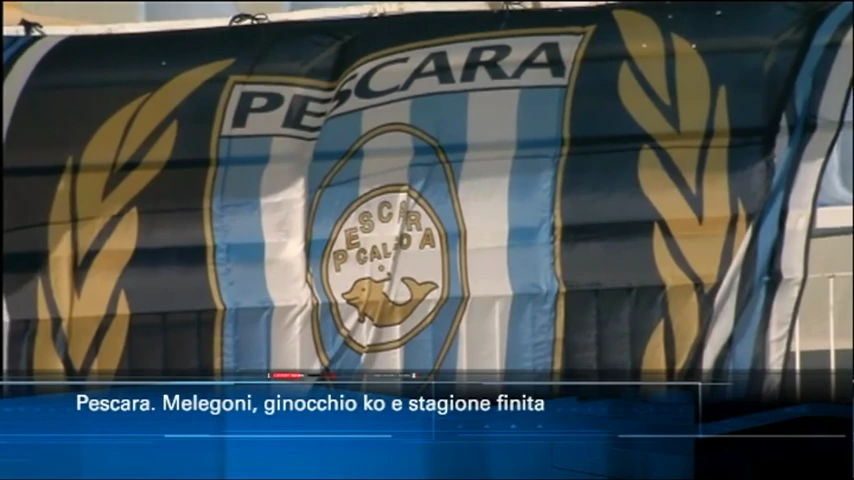 PESCARA
PESCARA
CALCIO
Pescara. Melegoni, ginocchio ko e stagione finita